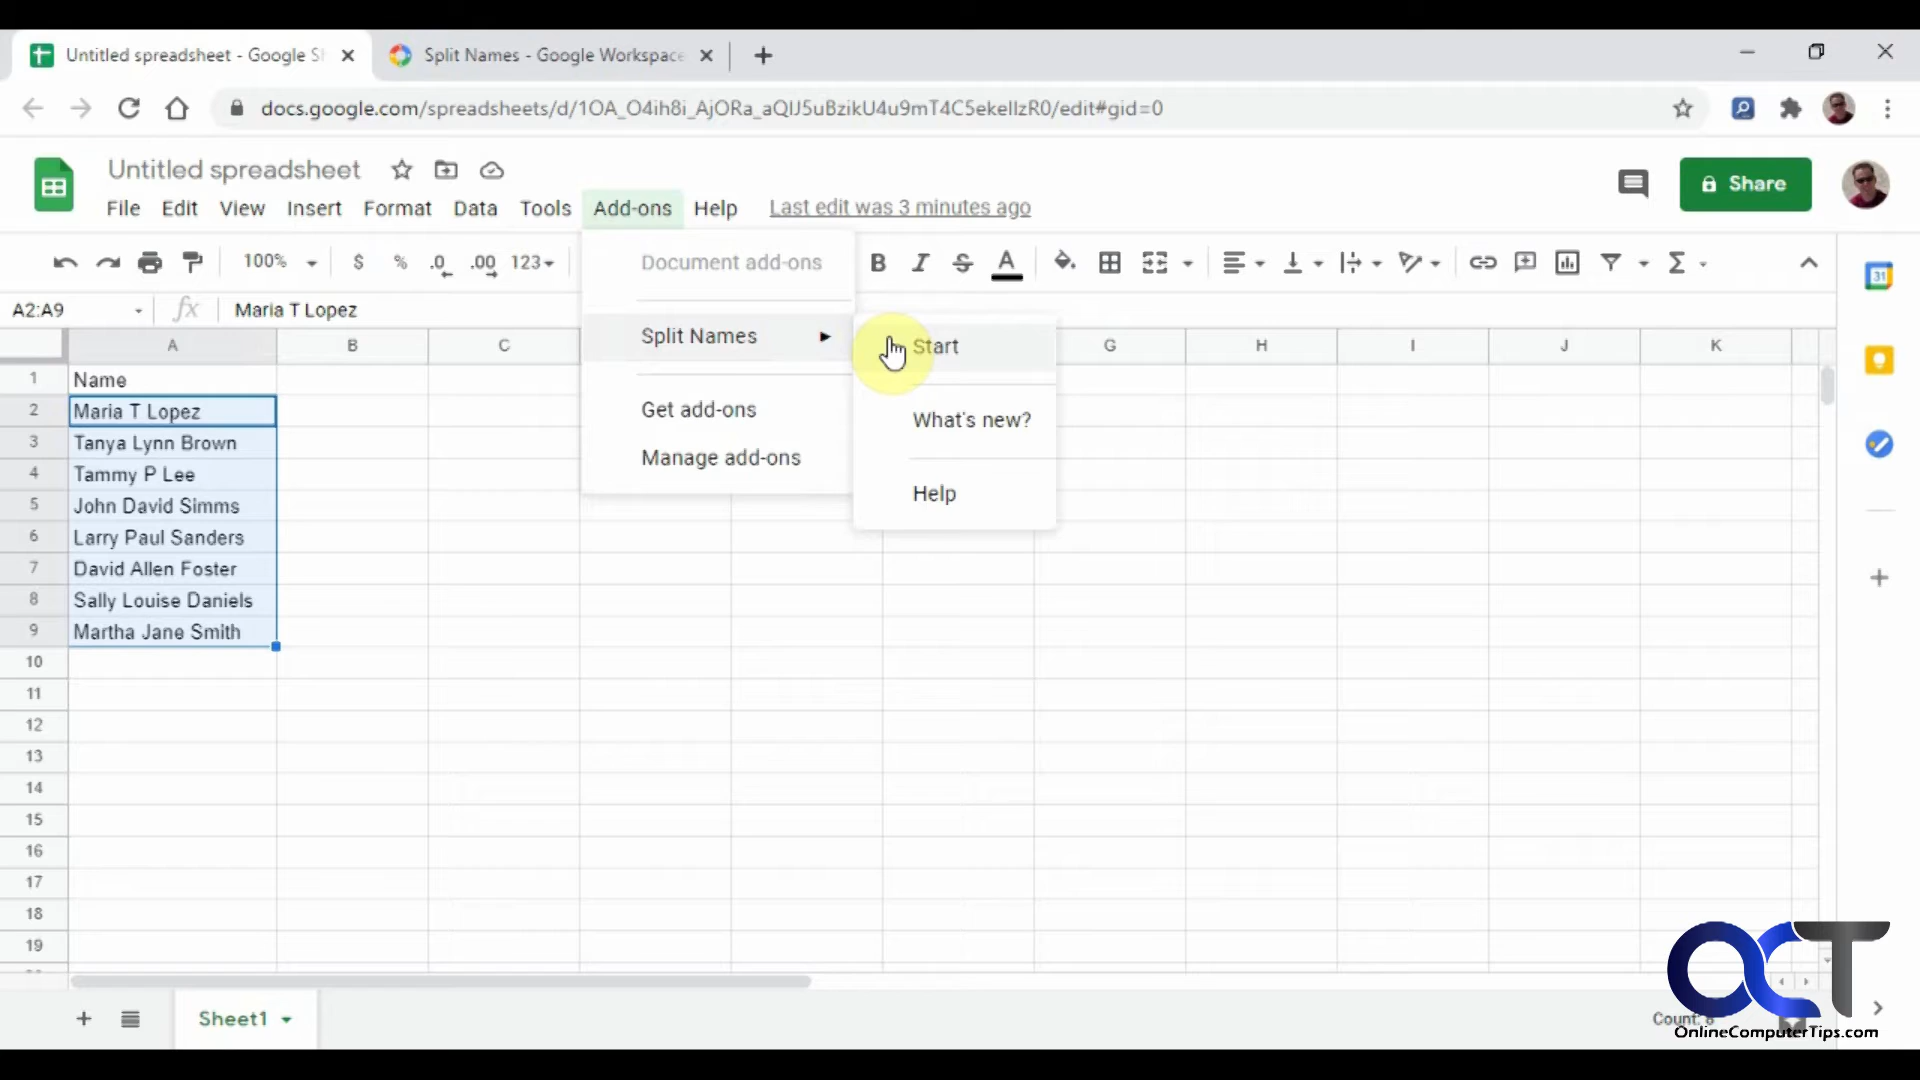 Untitled spreadsheet - Google Sh
Split Names - Google Workspace
docs.google.com/spreadsheets/d/1OA_O4ih8i_AjORa_aQIJ5uBzikU4u9mT4C5ekeIlzR0/edit#gid=0
Untitled spreadsheet
Share
File Edit View Insert Format Data Tools Add-ons Help Last edit was 3 minutes ago
100% $ % .0 .00 123 B I S A Σ
31
Document add-ons
A2:A9 fx Maria T Lopez
Split Names
Start
What's new?
Help
Get add-ons
Manage add-ons
A B C G H I J K
1 Name
2 Maria T Lopez
3 Tanya Lynn Brown
4 Tammy P Lee
5 John David Simms
6 Larry Paul Sanders
7 David Allen Foster
8 Sally Louise Daniels
9 Martha Jane Smith
10
11
12
13
14
15
16
17
18
19
Sheet1
Count: 8
OCT
OnlineComputerTips.com